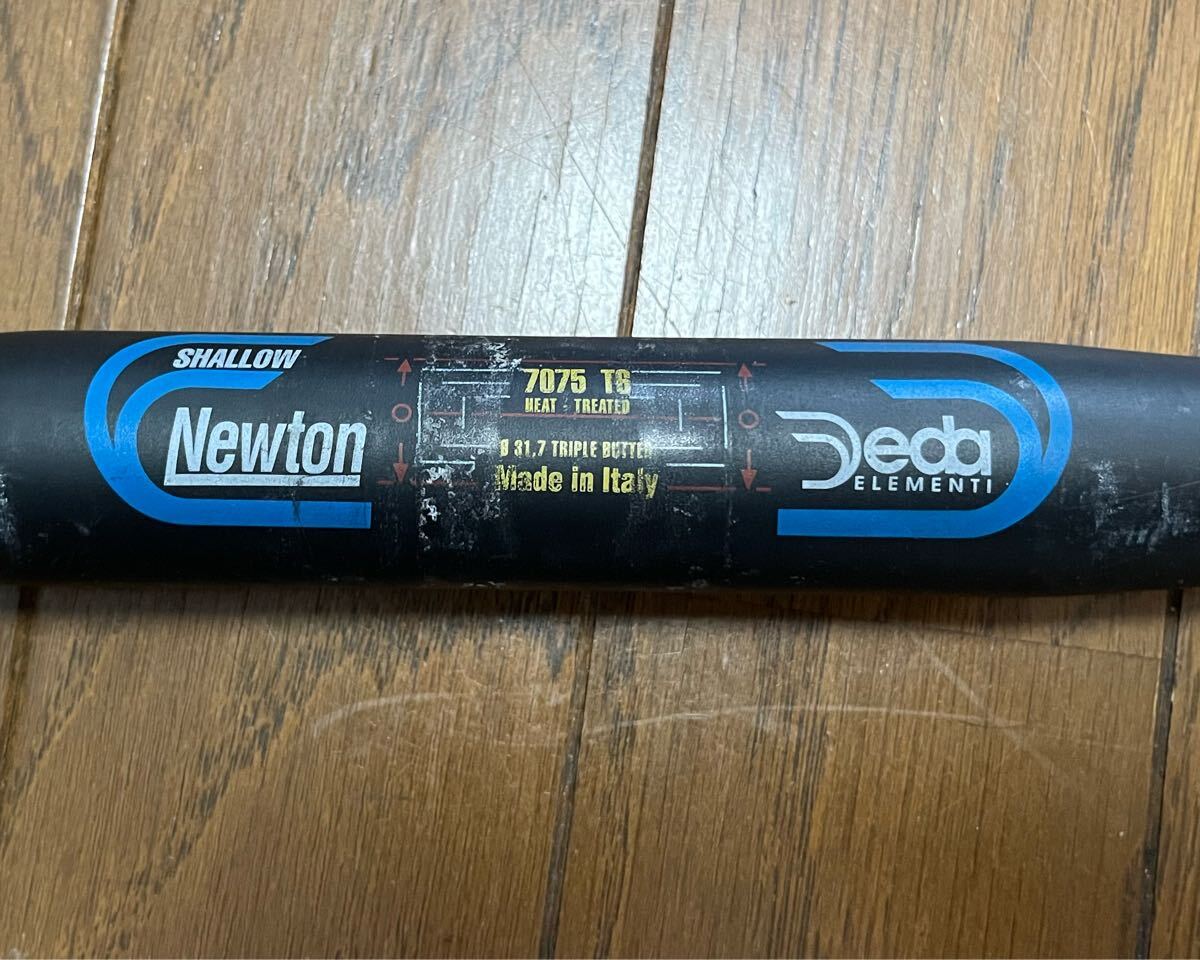 SHALLOW
Newton
7075 T6
HEAT - TREATED
Ø 31,7 TRIPLE BUTTED
Made in Italy
Deda
ELEMENTI